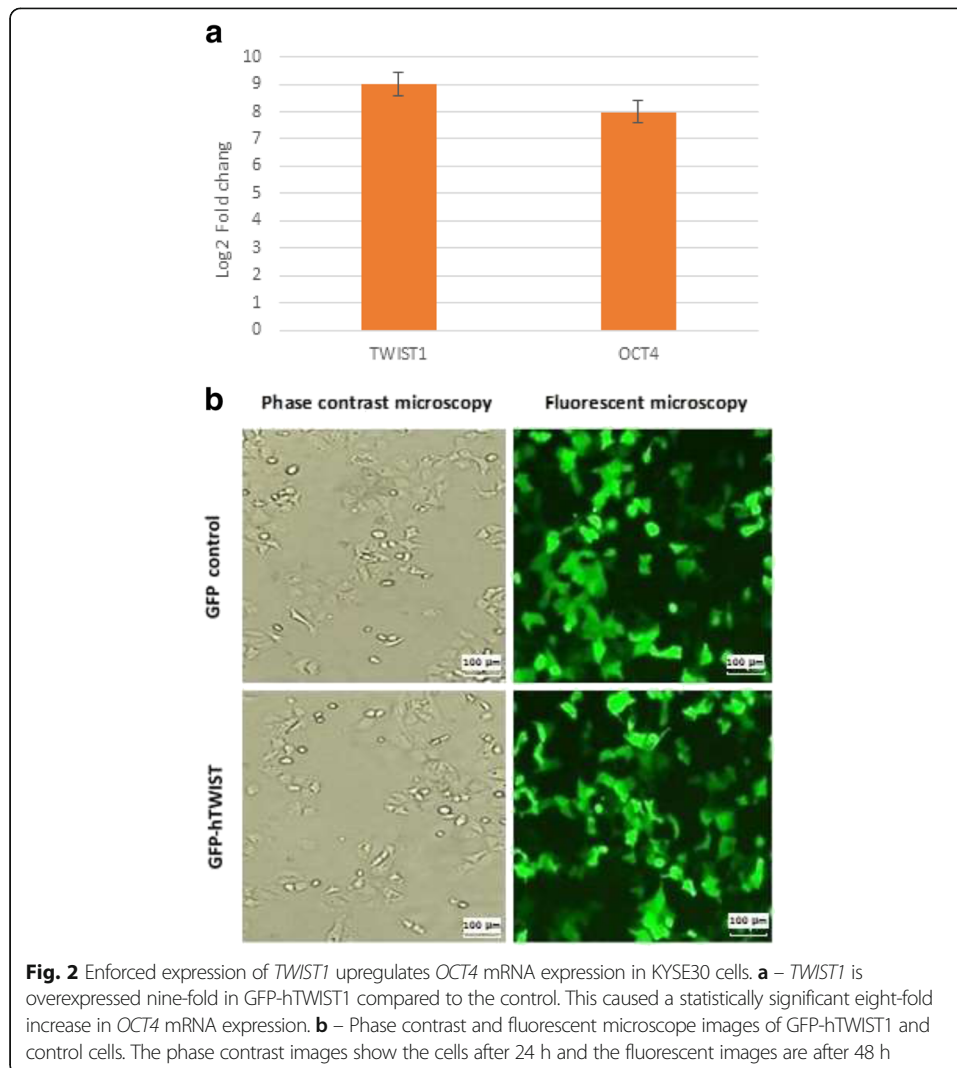 a
10
9
8
7
6
5
4
3
2
1
0
Log2 Fold chang
TWIST1
OCT4
b
Phase contrast microscopy
Fluorescent microscopy
GFP control
100 µm
100 µm
GFP-hTWIST
100 µm
100 µm
Fig. 2 Enforced expression of TWIST1 upregulates OCT4 mRNA expression in KYSE30 cells. a – TWIST1 is
overexpressed nine-fold in GFP-hTWIST1 compared to the control. This caused a statistically significant eight-fold
increase in OCT4 mRNA expression. b – Phase contrast and fluorescent microscope images of GFP-hTWIST1 and
control cells. The phase contrast images show the cells after 24 h and the fluorescent images are after 48 h